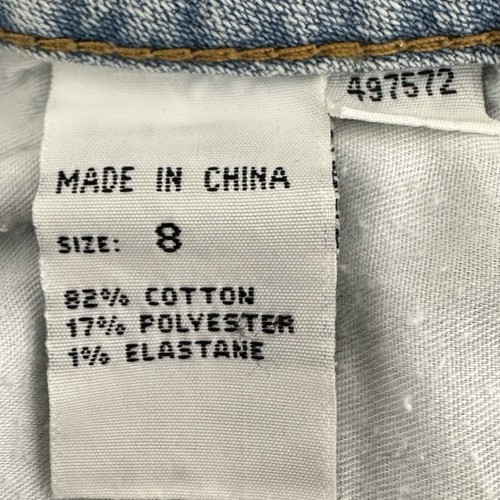 497572
MADE IN CHINA
SIZE: 8
82% COTTON
17% POLYESTER
1% ELASTANE